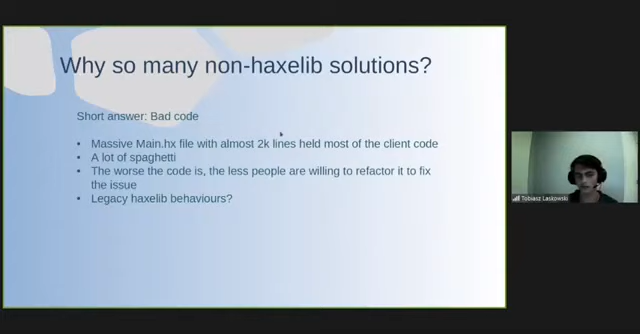 Why so many non-haxelib solutions?
Short answer: Bad code
• Massive Main.hx file with almost 2k lines held most of the client code
• A lot of spaghetti
• The worse the code is, the less people are willing to refactor it to fix
the issue
• Legacy haxelib behaviours?
Tobiasz Laskowski